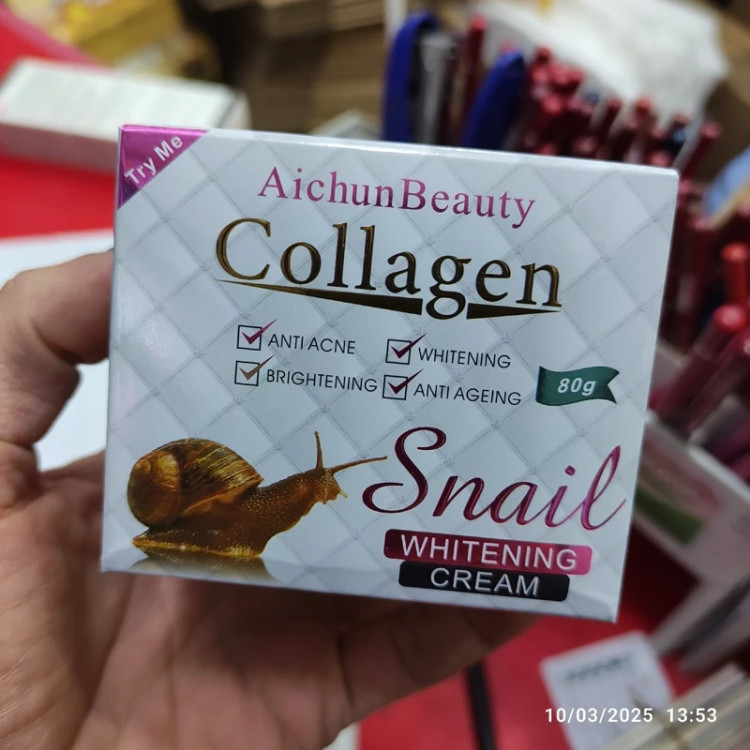 Try Me
AichunBeauty
Collagen
ANTI ACNE
WHITENING
BRIGHTENING
ANTI AGEING
80g
Snail
WHITENING
CREAM
10/03/2025 13:53